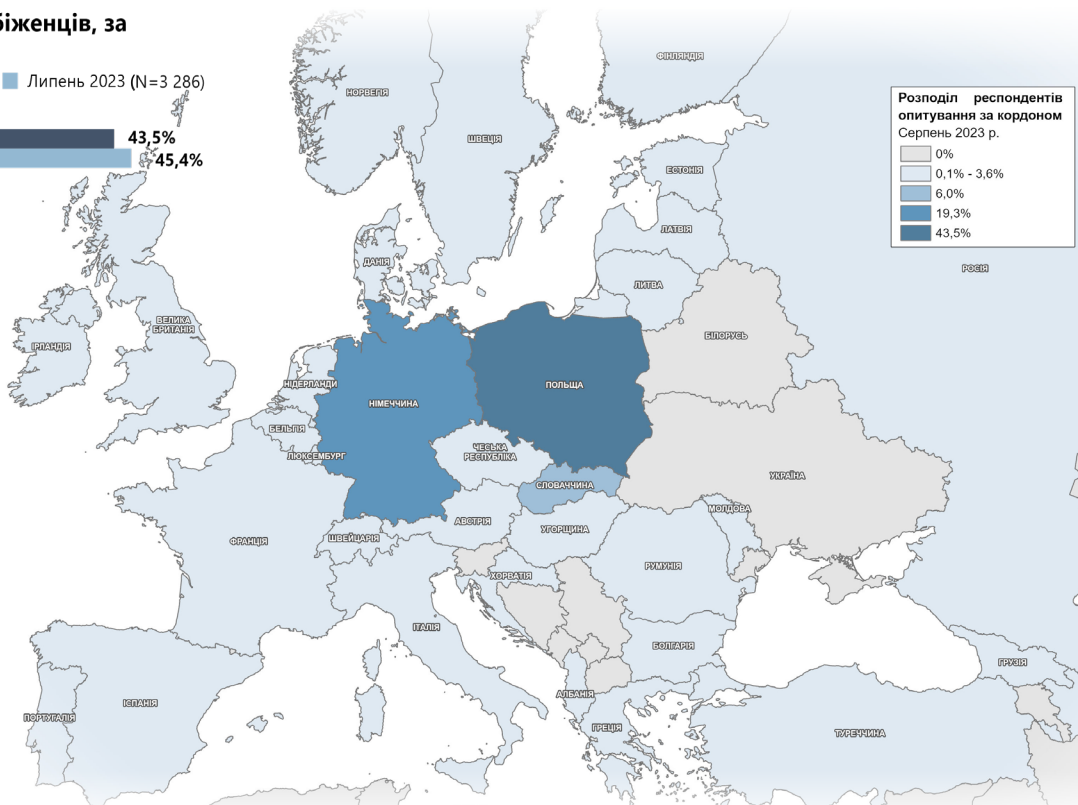 біженців, за
Липень 2023 (N=3 286)
43,5%
45,4%
Розподіл респондентів
опитування за кордоном
Серпень 2023 р.
0%
0,1% - 3,6%
6,0%
19,3%
43,5%
ФІНЛЯНДІЯ
НОРВЕГІЯ
ШВЕЦІЯ
ЕСТОНІЯ
ЛАТВІЯ
ДАНІЯ
РОСІЯ
ЛИТВА
ВЕЛИКА
БРИТАНІЯ
БІЛОРУСЬ
ІРЛАНДІЯ
НІДЕРЛАНДИ
ПОЛЬЩА
НІМЕЧЧИНА
БЕЛЬГІЯ
ЧЕСЬКА
РЕСПУБЛІКА
ЛЮКСЕМБУРГ
УКРАЇНА
СЛОВАЧЧИНА
МОЛДОВА
АВСТРІЯ
УГОРЩИНА
ШВЕЙЦАРІЯ
ФРАНЦІЯ
РУМУНІЯ
ХОРВАТІЯ
ІТАЛІЯ
БОЛГАРІЯ
ГРУЗІЯ
АЛБАНІЯ
ІСПАНІЯ
ПОРТУГАЛІЯ
ГРЕЦІЯ
ТУРЕЧЧИНА